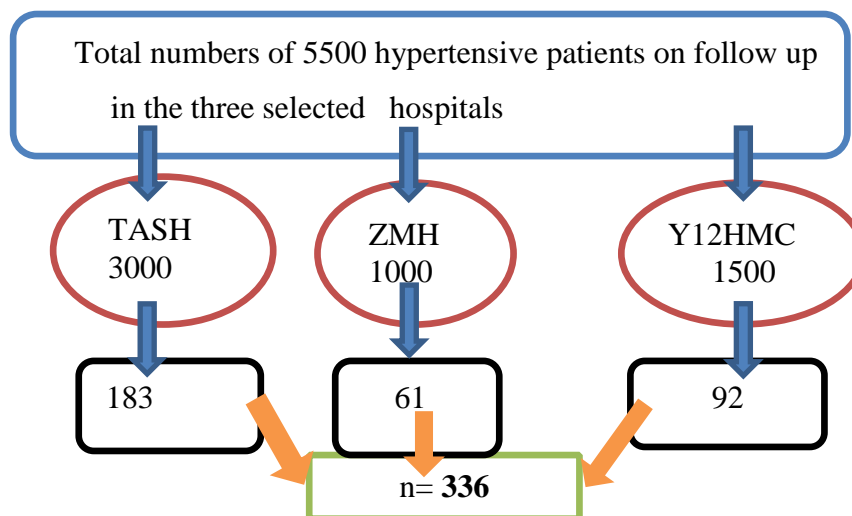 Total numbers of 5500 hypertensive patients on follow up
in the three selected hospitals
TASH
3000
ZMH
1000
Y12HMC
1500
183
61
92
n= 336